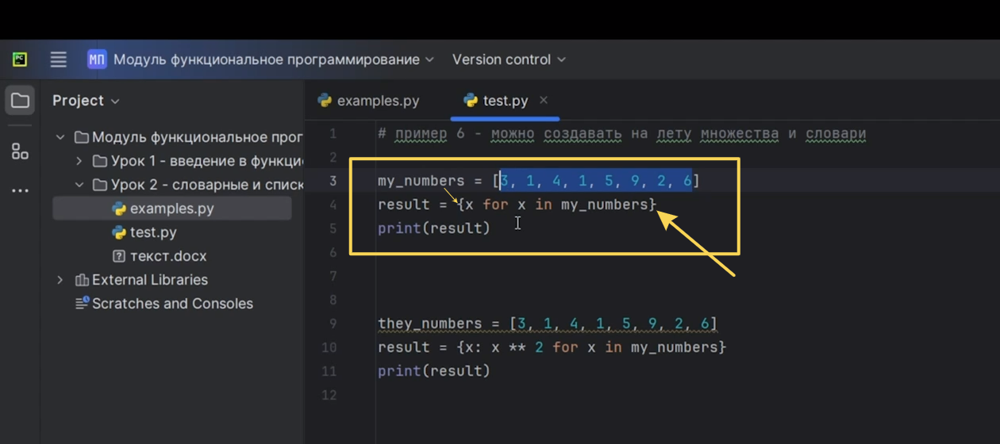 PC
МП Модуль функциональное программирование Version control
Project
examples.py
test.py
Модуль функциональное прог
Урок 1 - введение в функци
Урок 2 - словарные и списк
examples.py
test.py
текст.docx
External Libraries
Scratches and Consoles
1 # пример 6 - можно создавать на лету множества и словари
2
3 my_numbers = [3, 1, 4, 1, 5, 9, 2, 6]
4 result = {x for x in my_numbers}
5 print(result)
6
7
8
9 they_numbers = [3, 1, 4, 1, 5, 9, 2, 6]
10 result = {x: x ** 2 for x in my_numbers}
11 print(result)
12